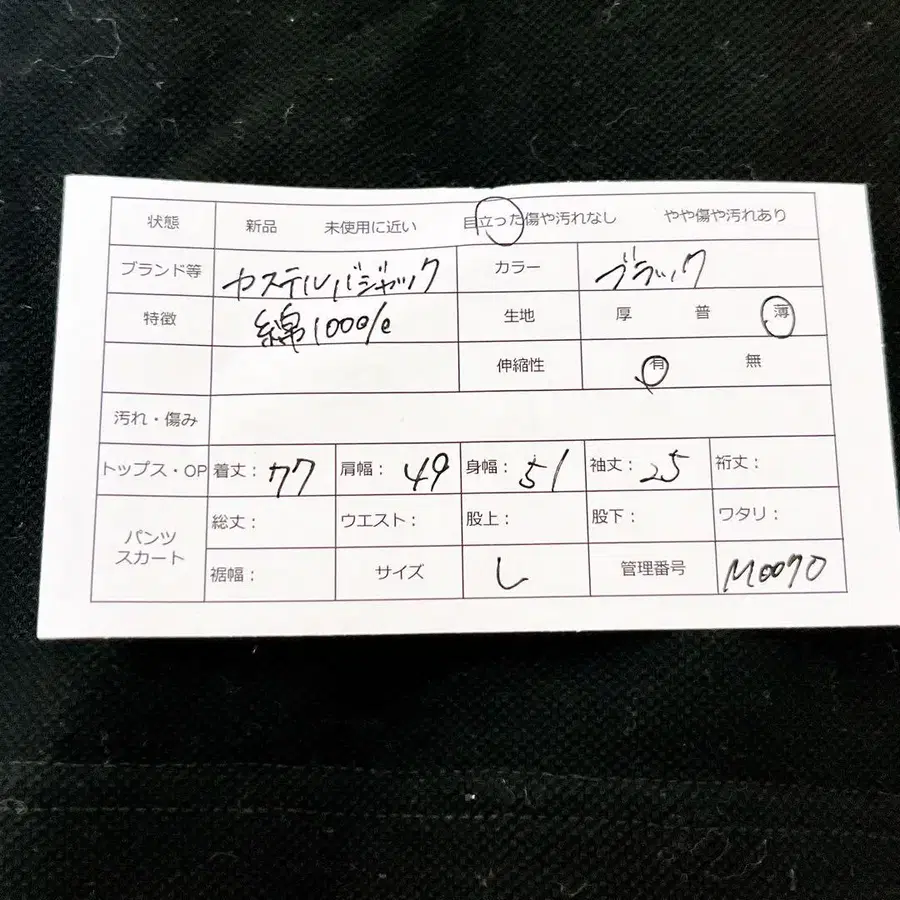 状態 新品 未使用に近い 目立った傷や汚れなし やや傷や汚れあり
ブランド等 カステルバジャック カラー ブラック
特徴 綿100% 生地 厚 普 薄
伸縮性 有 無
汚れ・傷み
トップス・OP 着丈: 77 肩幅: 49 身幅: 51 袖丈: 25 裄丈:
パンツ スカート 総丈: ウエスト: 股上: 股下: ワタリ:
裾幅: サイズ L 管理番号 M0070